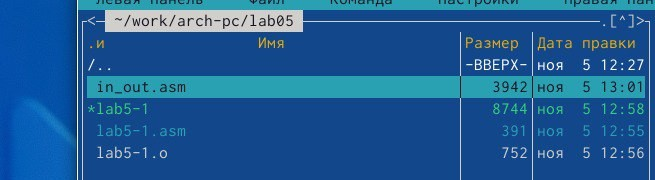 левая панель Файл Команда Настройки правая пан
<- ~/work/arch-pc/lab05 .[^]>
.и Имя Размер Дата правки
/.. -ВВЕРХ- ноя 5 12:27
in_out.asm 3942 ноя 5 13:01
*lab5-1 8744 ноя 5 12:58
lab5-1.asm 391 ноя 5 12:55
lab5-1.o 752 ноя 5 12:56